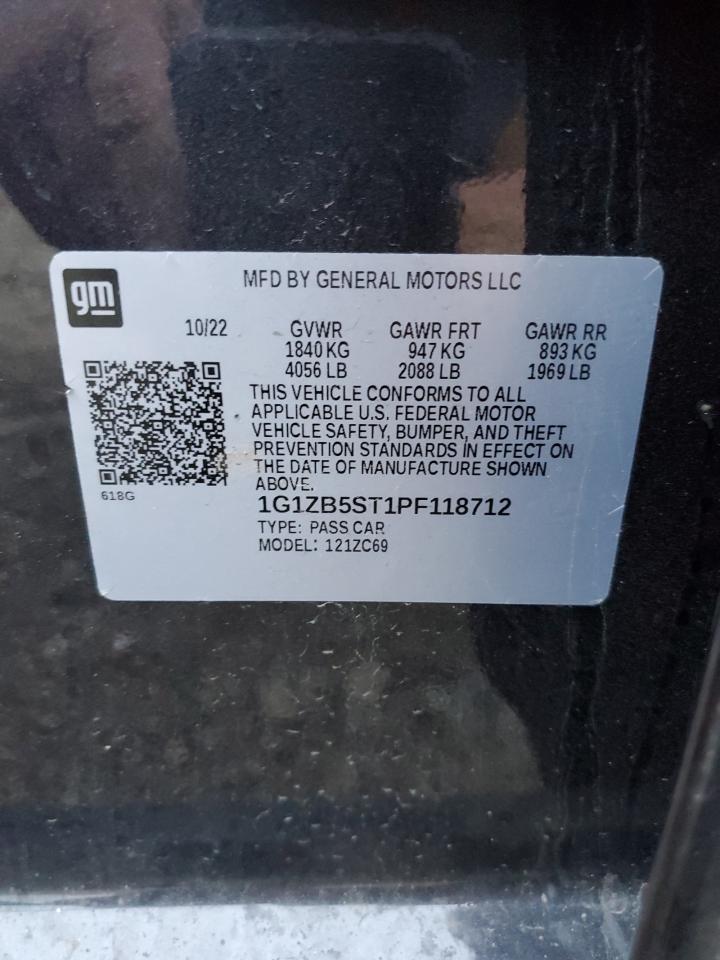 gm
MFD BY GENERAL MOTORS LLC
10/22 GVWR GAWR FRT GAWR RR
1840 KG 947 KG 893 KG
4056 LB 2088 LB 1969 LB
THIS VEHICLE CONFORMS TO ALL
APPLICABLE U.S. FEDERAL MOTOR
VEHICLE SAFETY, BUMPER, AND THEFT
PREVENTION STANDARDS IN EFFECT ON
THE DATE OF MANUFACTURE SHOWN
ABOVE.
618G
1G1ZB5ST1PF118712
TYPE: PASS CAR
MODEL: 121ZC69